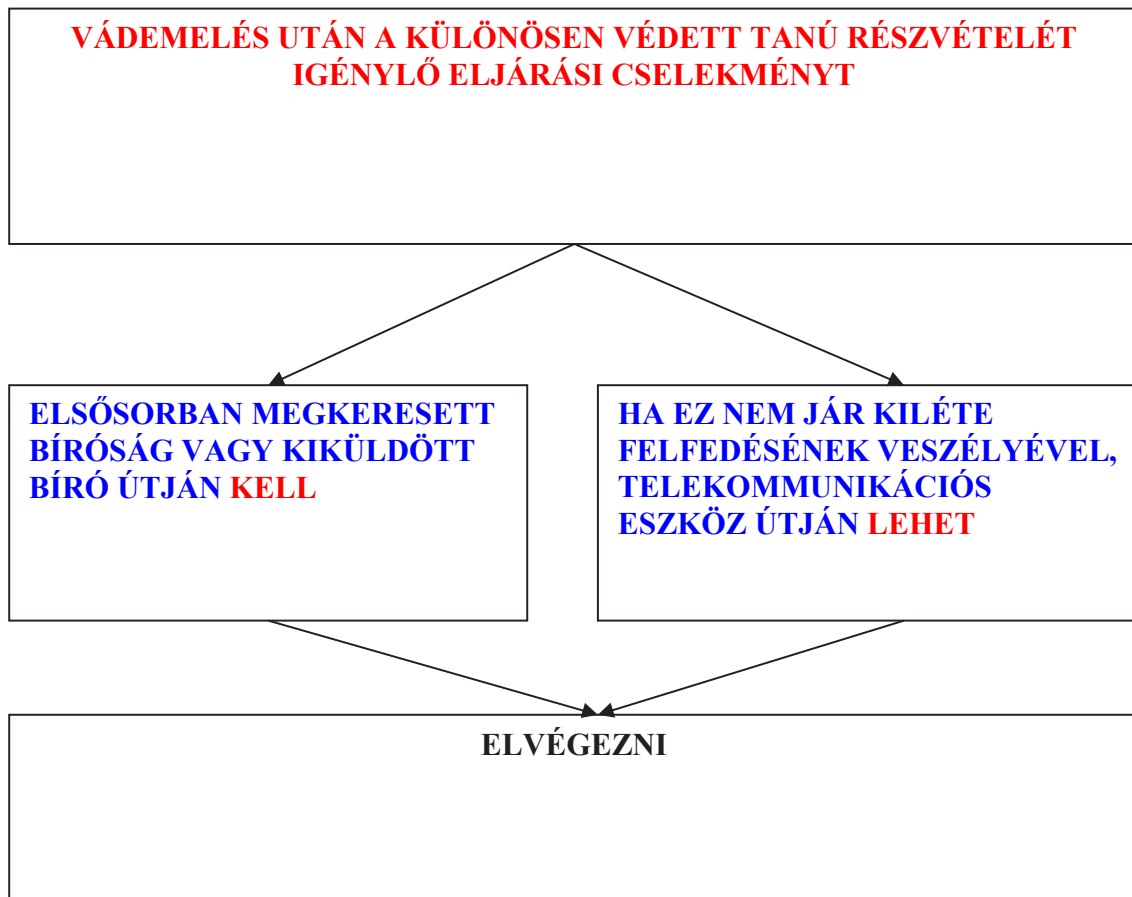 VÁDEMELÉS UTÁN A KÜLÖNÖSEN VÉDETT TANÚ RÉSZVÉTELÉT
IGÉNYLŐ ELJÁRÁSI CSELEKMÉNYT
ELSŐSORBAN MEGKERESETT
BÍRÓSÁG VAGY KIKÜLDÖTT
BÍRÓ ÚTJÁN KELL
HA EZ NEM JÁR KILÉTE
FELFEDÉSÉNEK VESZÉLYÉVEL,
TELEKOMMUNIKÁCIÓS
ESZKÖZ ÚTJÁN LEHET
ELVÉGEZNI